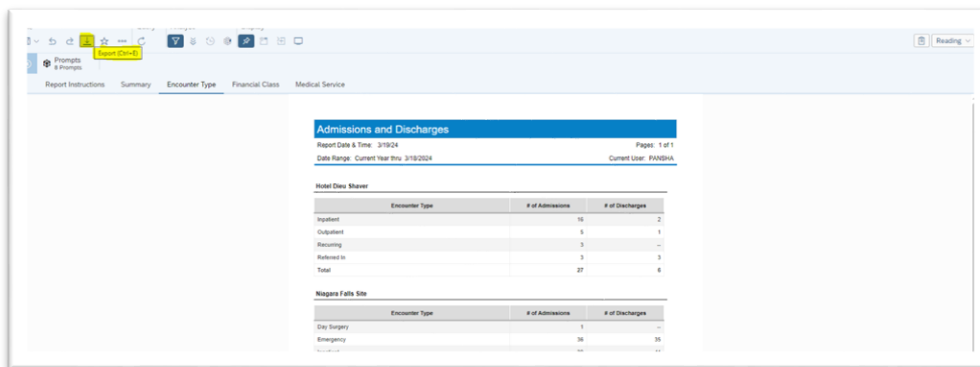 Export (Ctrl+E)
Reading
Prompts
8 Prompts
Report Instructions Summary Encounter Type Financial Class Medical Service
Admissions and Discharges
Report Date & Time: 3/19/24 Pages: 1 of 1
Date Range: Current Year thru 3/18/2024 Current User: PANSHA
Hotel Dieu Shaver
Encounter Type # of Admissions # of Discharges
Inpatient 16 2
Outpatient 5 1
Recurring 3 --
Referred In 3 3
Total 27 6
Niagara Falls Site
Encounter Type # of Admissions # of Discharges
Day Surgery 1 --
Emergency 36 35